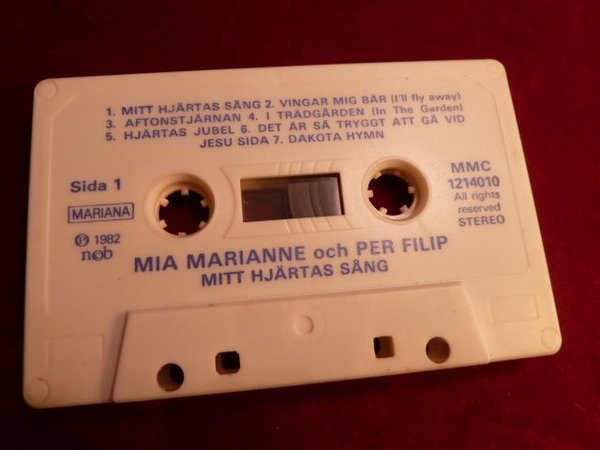 1. MITT HJÄRTAS SÅNG 2. VINGAR MIG BÄR (I'll fly away)
3. AFTONSTJÄRNAN 4. I TRÄDGÅRDEN (In The Garden)
5. HJÄRTAS JUBEL 6. DET ÄR SÅ TRYGGT ATT GÅ VID
JESU SIDA 7. DAKOTA HYMN
Sida 1
MARIANA
℗ 1982
n©b
MMC
1214010
All rights
reserved
STEREO
MIA MARIANNE och PER FILIP
MITT HJÄRTAS SÅNG